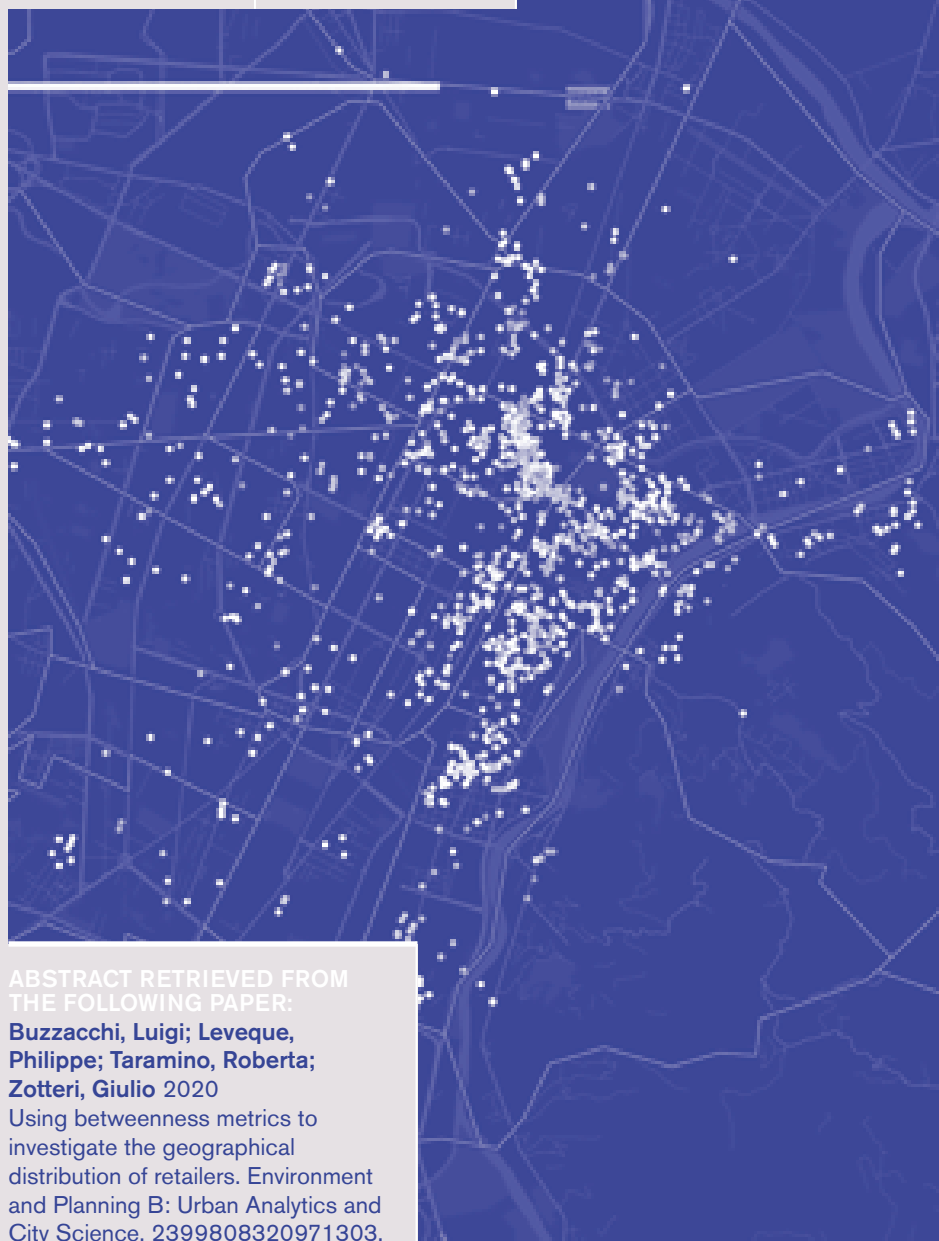 ABSTRACT RETRIEVED FROM
THE FOLLOWING PAPER:
Buzzacchi, Luigi; Leveque,
Philippe; Taramino, Roberta;
Zotteri, Giulio 2020
Using betweenness metrics to
investigate the geographical
distribution of retailers. Environment
and Planning B: Urban Analytics and
City Science, 2399808320971303.